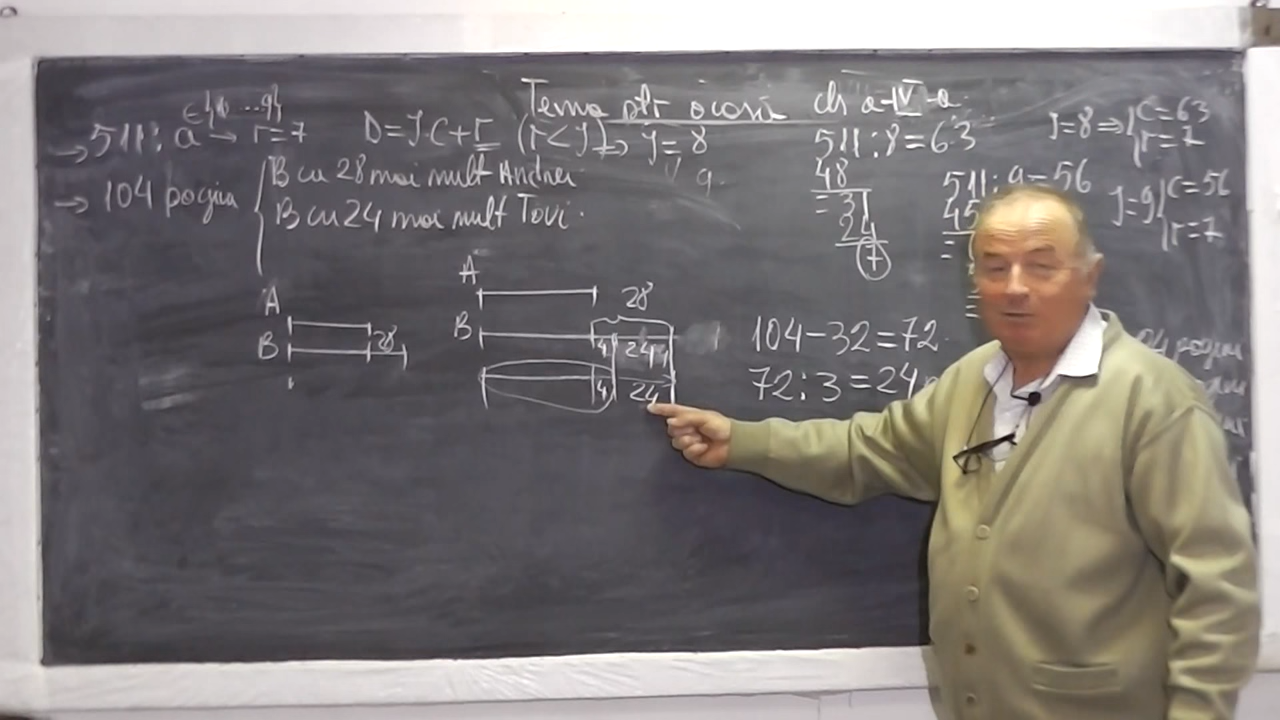 Tema ptr acasă cls a-IV-a
511 : a → r = 7
D = Î·C + r (r < Î) ⇒ Î = 8
9
→ 104 pagini
B cu 28 mai mult Andrei
B cu 24 mai mult Tovi.
511 : 8 = 63
48
= 31
24
7
Î = 8 ⇒ C = 63
r = 7
511 : 9 = 56
45
Î = 9 C = 56
r = 7
A
B 28
A
28
B 4 24
4 24
104 − 32 = 72
72 : 3 = 24